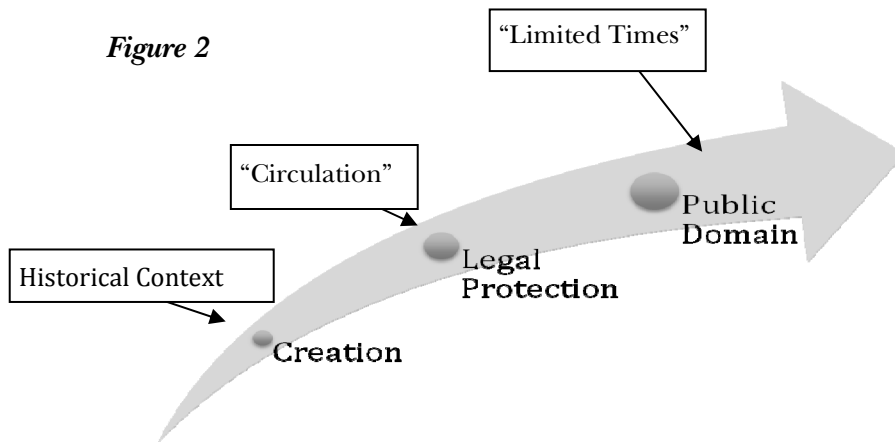 Figure 2
“Limited Times”
“Circulation”
Historical Context
Public
Domain
Legal
Protection
Creation